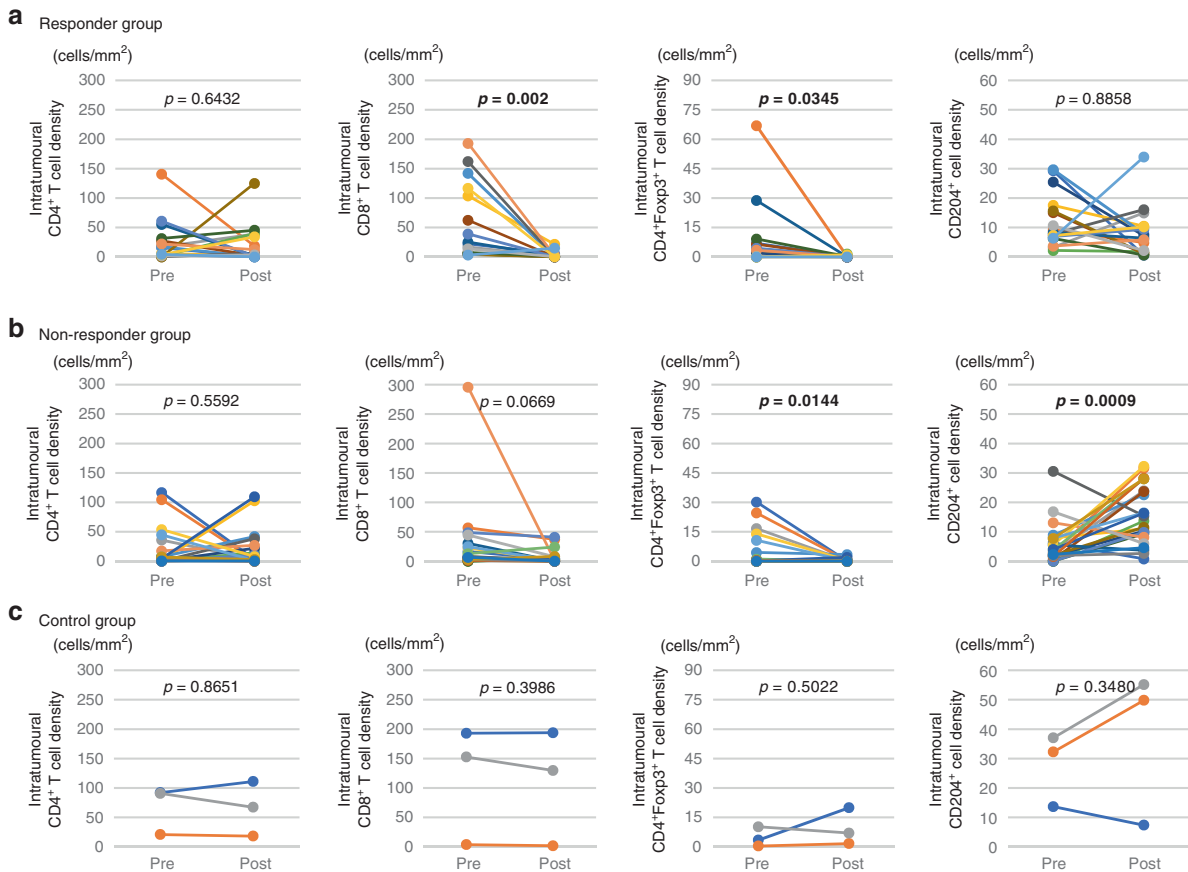 a Responder group
(cells/mm²) (cells/mm²) (cells/mm²) (cells/mm²)
Intratumoural
CD4⁺ T cell density
300
250
200
150
100
50
0
p = 0.6432
Pre Post
Intratumoural
CD8⁺ T cell density
300
250
200
150
100
50
0
p = 0.002
Pre Post
Intratumoural
CD4⁺Foxp3⁺ T cell density
90
75
60
45
30
15
0
p = 0.0345
Pre Post
Intratumoural
CD204⁺ cell density
60
50
40
30
20
10
0
p = 0.8858
Pre Post
b Non-responder group
(cells/mm²) (cells/mm²) (cells/mm²) (cells/mm²)
Intratumoural
CD4⁺ T cell density
300
250
200
150
100
50
0
p = 0.5592
Pre Post
Intratumoural
CD8⁺ T cell density
300
250
200
150
100
50
0
p = 0.0669
Pre Post
Intratumoural
CD4⁺Foxp3⁺ T cell density
90
75
60
45
30
15
0
p = 0.0144
Pre Post
Intratumoural
CD204⁺ cell density
60
50
40
30
20
10
0
p = 0.0009
Pre Post
c Control group
(cells/mm²) (cells/mm²) (cells/mm²) (cells/mm²)
Intratumoural
CD4⁺ T cell density
300
250
200
150
100
50
0
p = 0.8651
Pre Post
Intratumoural
CD8⁺ T cell density
300
250
200
150
100
50
0
p = 0.3986
Pre Post
Intratumoural
CD4⁺Foxp3⁺ T cell density
90
75
60
45
30
15
0
p = 0.5022
Pre Post
Intratumoural
CD204⁺ cell density
60
50
40
30
20
10
0
p = 0.3480
Pre Post